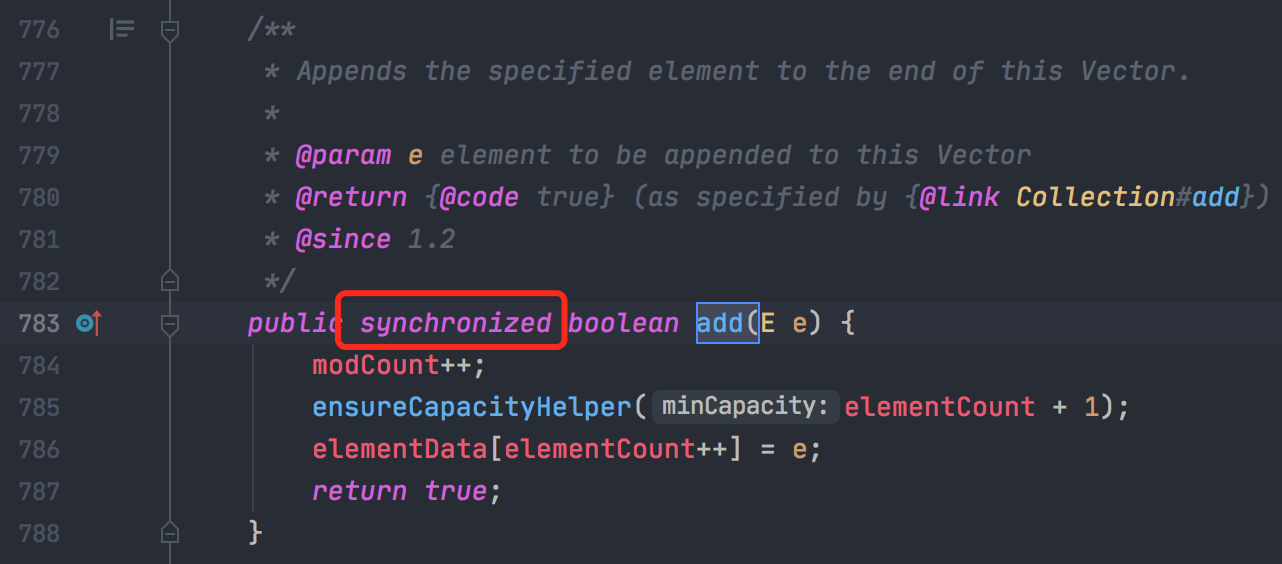 776 /**
777 * Appends the specified element to the end of this Vector.
778 *
779 * @param e element to be appended to this Vector
780 * @return {@code true} (as specified by {@link Collection#add})
781 * @since 1.2
782 */
783 public synchronized boolean add(E e) {
784 modCount++;
785 ensureCapacityHelper( minCapacity: elementCount + 1);
786 elementData[elementCount++] = e;
787 return true;
788 }